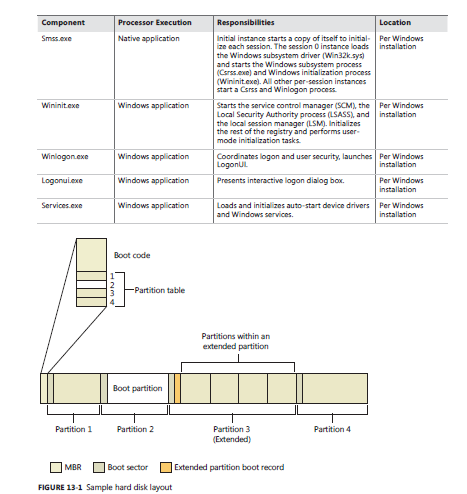 Component Processor Execution Responsibilities Location
Smss.exe Native application Initial instance starts a copy of itself to initial- Per Windows
ize each session. The session 0 instance loads installation
the Windows subsystem driver (Win32k.sys)
and starts the Windows subsystem process
(Csrss.exe) and Windows initialization process
(Wininit.exe). All other per-session instances
start a Csrss and Winlogon process.
Wininit.exe Windows application Starts the service control manager (SCM), the Per Windows
Local Security Authority process (LSASS), and installation
the local session manager (LSM). Initializes
the rest of the registry and performs user-
mode initialization tasks.
Winlogon.exe Windows application Coordinates logon and user security, launches Per Windows
LogonUI. installation
Logonui.exe Windows application Presents interactive logon dialog box. Per Windows
installation
Services.exe Windows application Loads and initializes auto-start device drivers Per Windows
and Windows services. installation
Boot code
1
2
3
4
Partition table
Partitions within an
extended partition
Boot partition
Partition 1 Partition 2 Partition 3 Partition 4
(Extended)
MBR Boot sector Extended partition boot record
FIGURE 13-1 Sample hard disk layout